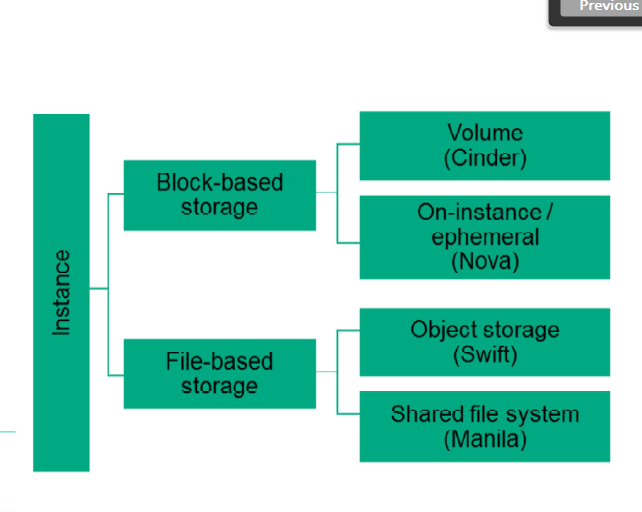 Previous
Instance
Block-based
storage
Volume
(Cinder)
On-instance /
ephemeral
(Nova)
File-based
storage
Object storage
(Swift)
Shared file system
(Manila)